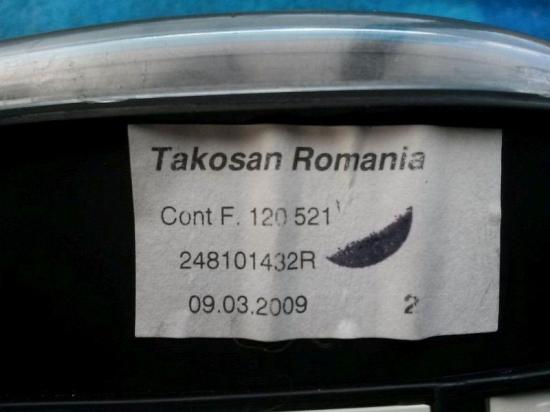 Takosan Romania
Cont F. 120 521
248101432R
09.03.2009 2